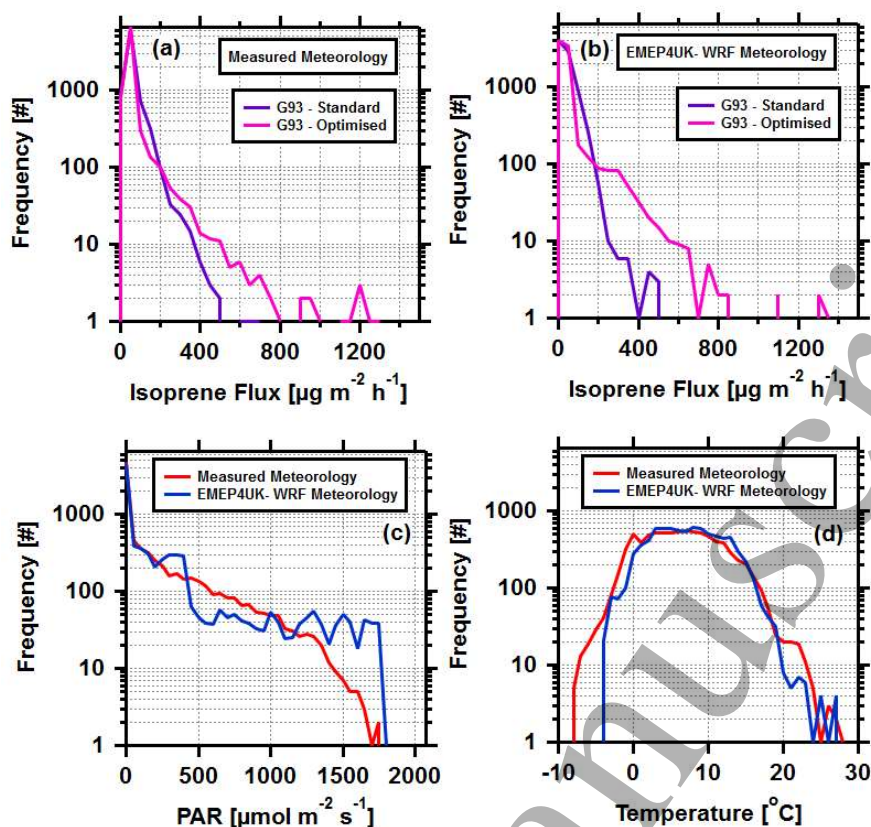 (a)
Measured Meteorology
G93 - Standard
G93 - Optimised
Frequency [#]
1000
100
10
1
0
400
800
1200
Isoprene Flux [µg m⁻² h⁻¹]
(b)
EMEP4UK- WRF Meteorology
G93 - Standard
G93 - Optimised
Frequency [#]
1000
100
10
1
0
400
800
1200
Isoprene Flux [µg m⁻² h⁻¹]
Measured Meteorology
EMEP4UK- WRF Meteorology
(c)
Frequency [#]
1000
100
10
1
0
500
1000
1500
2000
PAR [µmol m⁻² s⁻¹]
Measured Meteorology
EMEP4UK- WRF Meteorology
(d)
Frequency [#]
1000
100
10
1
-10
0
10
20
30
Temperature [°C]